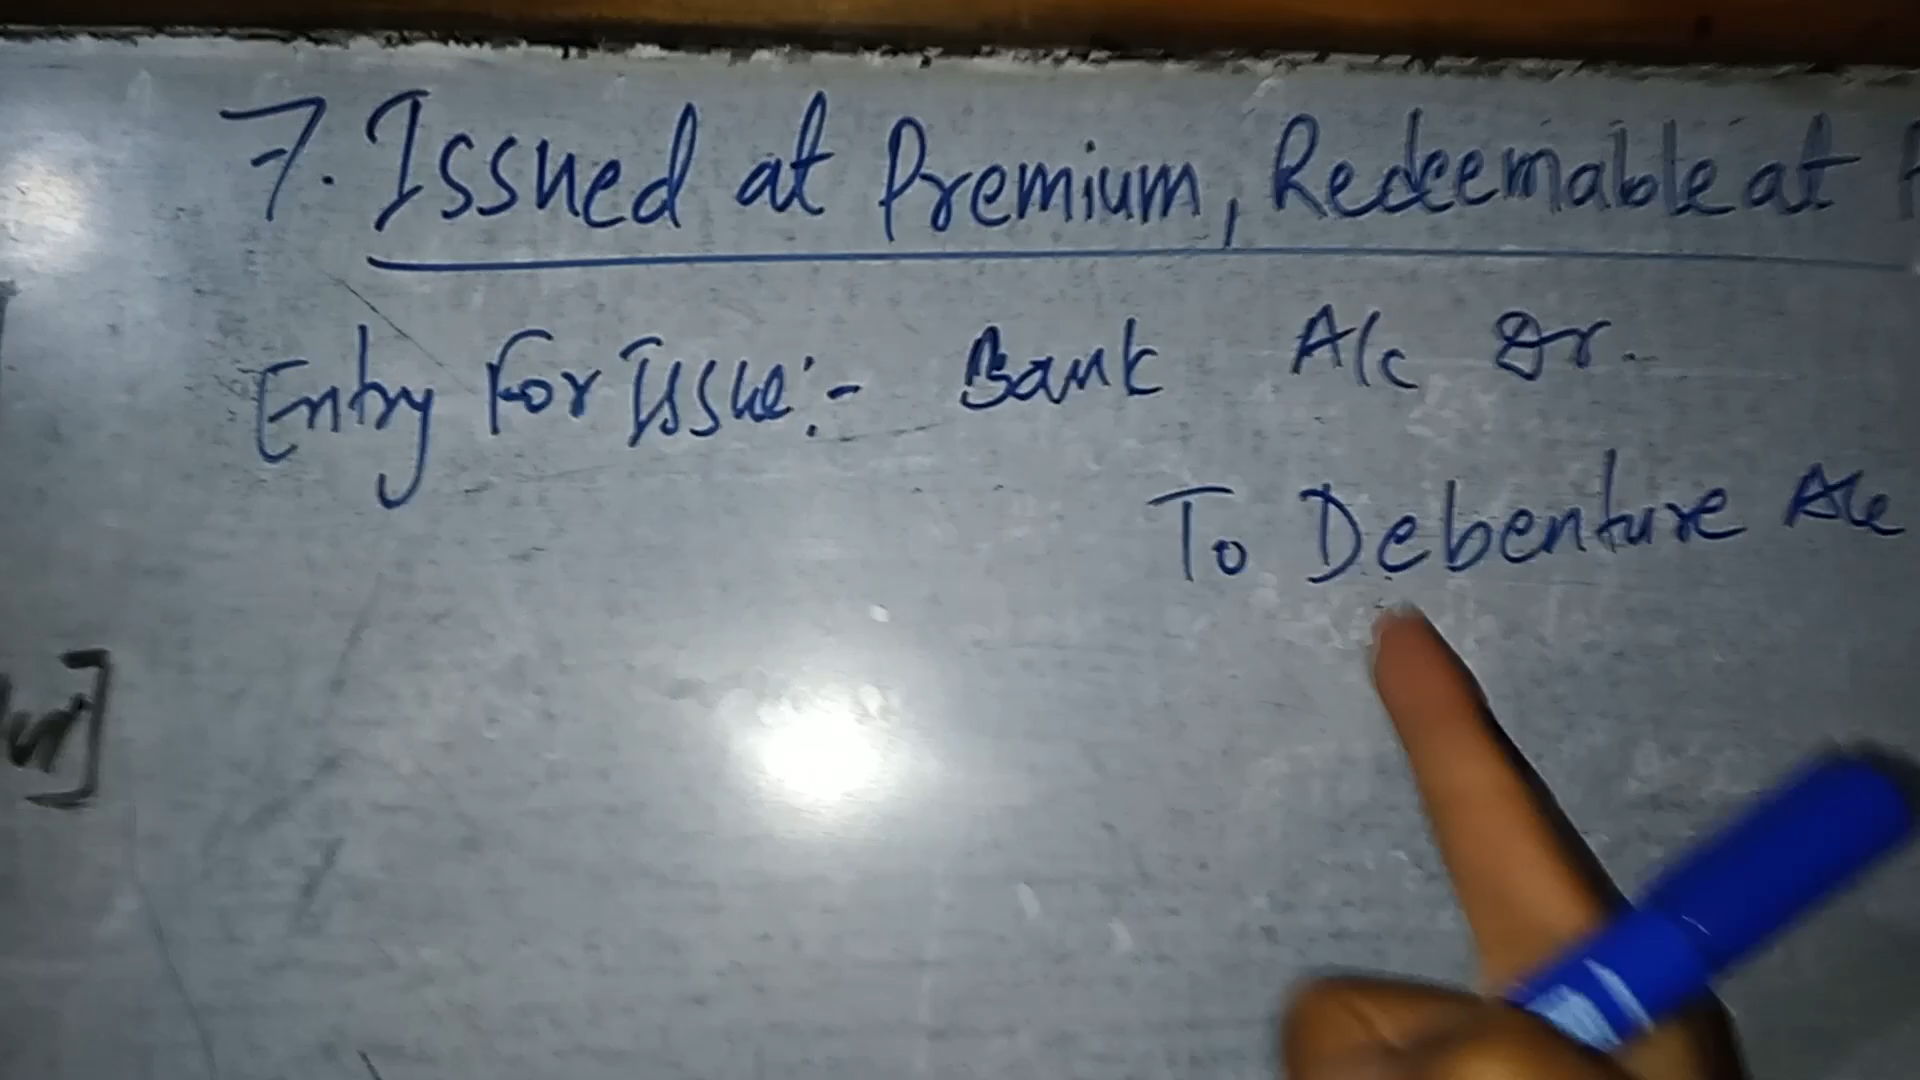 7. Issued at Premium, Redeemable at
Entry For Issue:- Bank A/c Dr.
To Debenture A/c